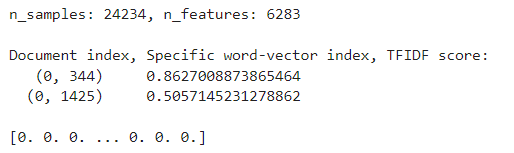 n_samples: 24234, n_features: 6283
Document index, Specific word-vector index, TFIDF score:
(0, 344) 0.8627008873865464
(0, 1425) 0.5057145231278862
[0. 0. 0. ... 0. 0. 0.]